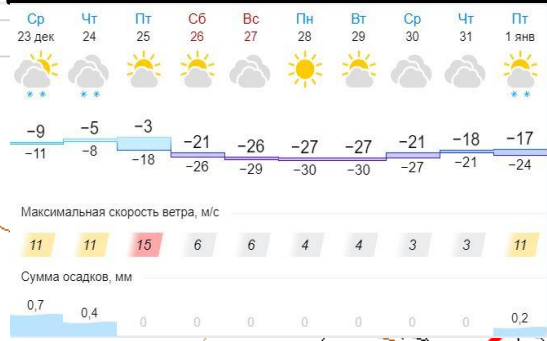 Ср Чт Пт Сб Вс Пн Вт Ср Чт Пт
23 дек 24 25 26 27 28 29 30 31 1 янв
−9 −5 −3 −21 −26 −27 −27 −21 −18 −17
−11 −8 −18 −26 −29 −30 −30 −27 −21 −24
Максимальная скорость ветра, м/с
11 11 15 6 6 4 4 3 3 11
Сумма осадков, мм
0,7 0,4 0 0 0 0 0 0 0 0,2